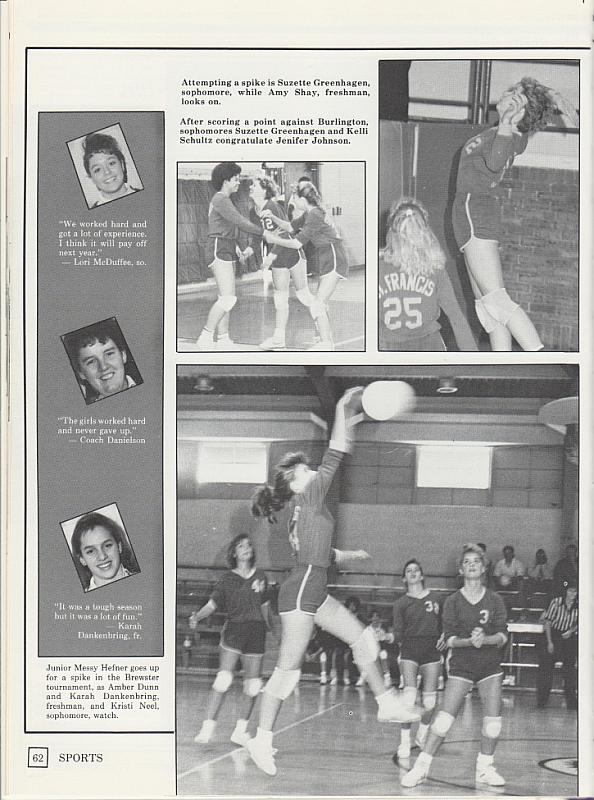 Attempting a spike is Suzette Greenhagen,
sophomore, while Amy Shay, freshman,
looks on.
After scoring a point against Burlington,
sophomores Suzette Greenhagen and Kelli
Schultz congratulate Jenifer Johnson.
"We worked hard and
got a lot of experience.
I think it will pay off
next year."
— Lori McDuffee, so.
"The girls worked hard
and never gave up."
— Coach Danielson
"It was a tough season
but it was a lot of fun."
— Karah
Dankenbring, fr.
Junior Messy Hefner goes up
for a spike in the Brewster
tournament, as Amber Dunn
and Karah Dankenbring,
freshman, and Kristi Neel,
sophomore, watch.
FRANCIS
25
2
3
3
62 SPORTS